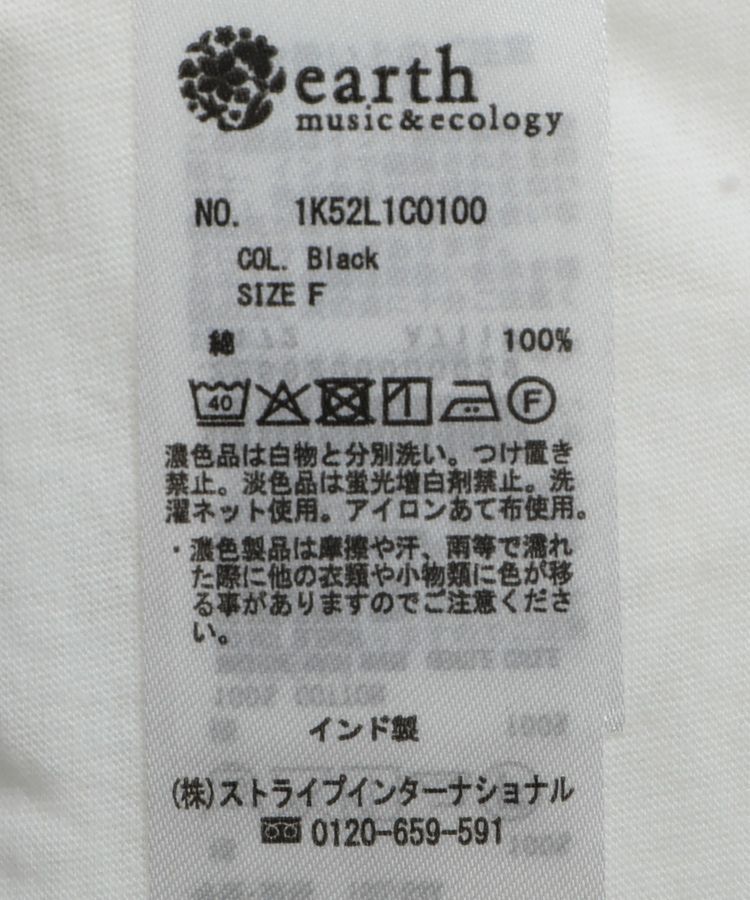 earth
music&ecology
NO. 1K52L1C0100
COL. Black
SIZE F
綿 100%
40
F
濃色品は白物と分別洗い。つけ置き
禁止。淡色品は蛍光増白剤禁止。洗
濯ネット使用。アイロンあて布使用。
・濃色製品は摩擦や汗、雨等で濡れ
た際に他の衣類や小物類に色が移
る事がありますのでご注意くださ
い。
インド製
(株)ストライプインターナショナル
0120-659-591